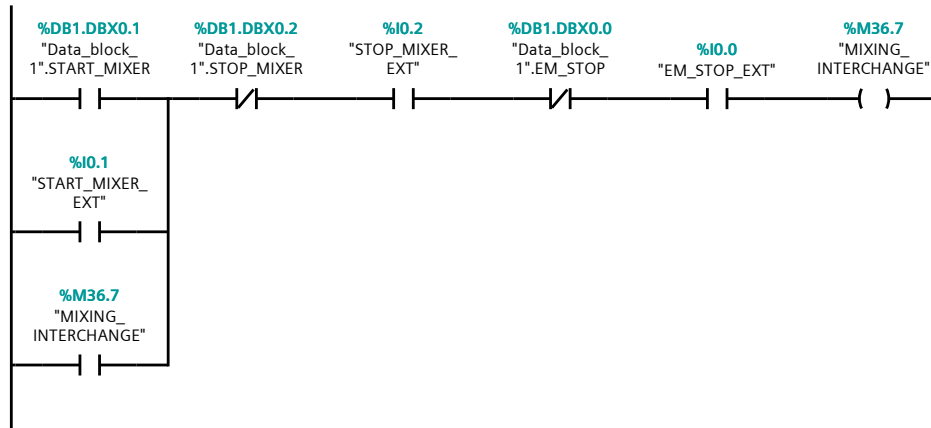 %DB1.DBX0.1
"Data_block_
1".START_MIXER
%DB1.DBX0.2
"Data_block_
1".STOP_MIXER
%I0.2
"STOP_MIXER_
EXT"
%DB1.DBX0.0
"Data_block_
1".EM_STOP
%I0.0
"EM_STOP_EXT"
%M36.7
"MIXING_
INTERCHANGE"
%I0.1
"START_MIXER_
EXT"
%M36.7
"MIXING_
INTERCHANGE"